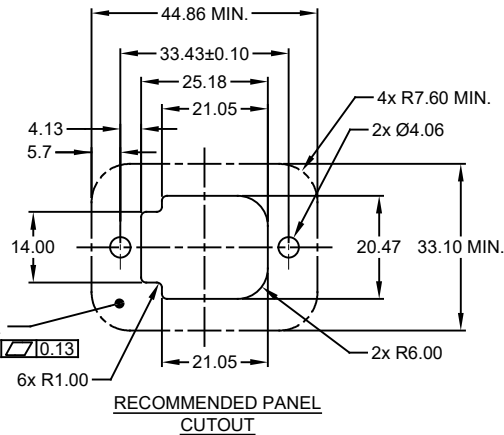 44.86 MIN.
33.43±0.10
25.18
21.05
4.13
4x R7.60 MIN.
5.7
2x Ø4.06
14.00
20.47
33.10 MIN.
0.13
21.05
2x R6.00
6x R1.00
RECOMMENDED PANEL
CUTOUT